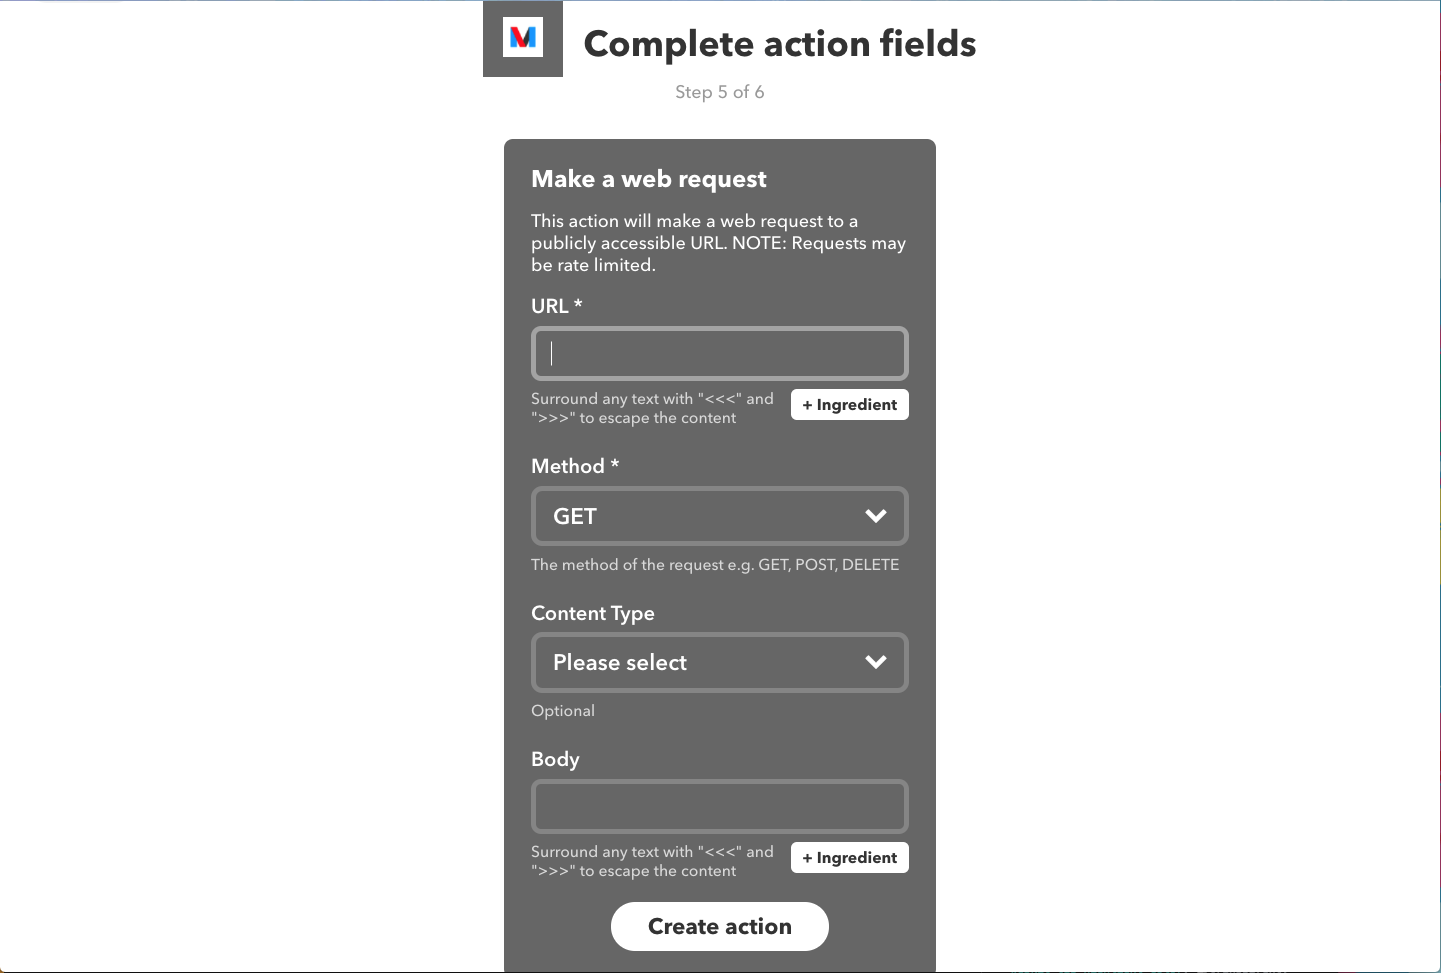 Complete action fields
Step 5 of 6
Make a web request
This action will make a web request to a
publicly accessible URL. NOTE: Requests may
be rate limited.
URL *
Surround any text with "<<<" and
">>>" to escape the content
+ Ingredient
Method *
GET
The method of the request e.g. GET, POST, DELETE
Content Type
Please select
Optional
Body
Surround any text with "<<<" and
">>>" to escape the content
+ Ingredient
Create action